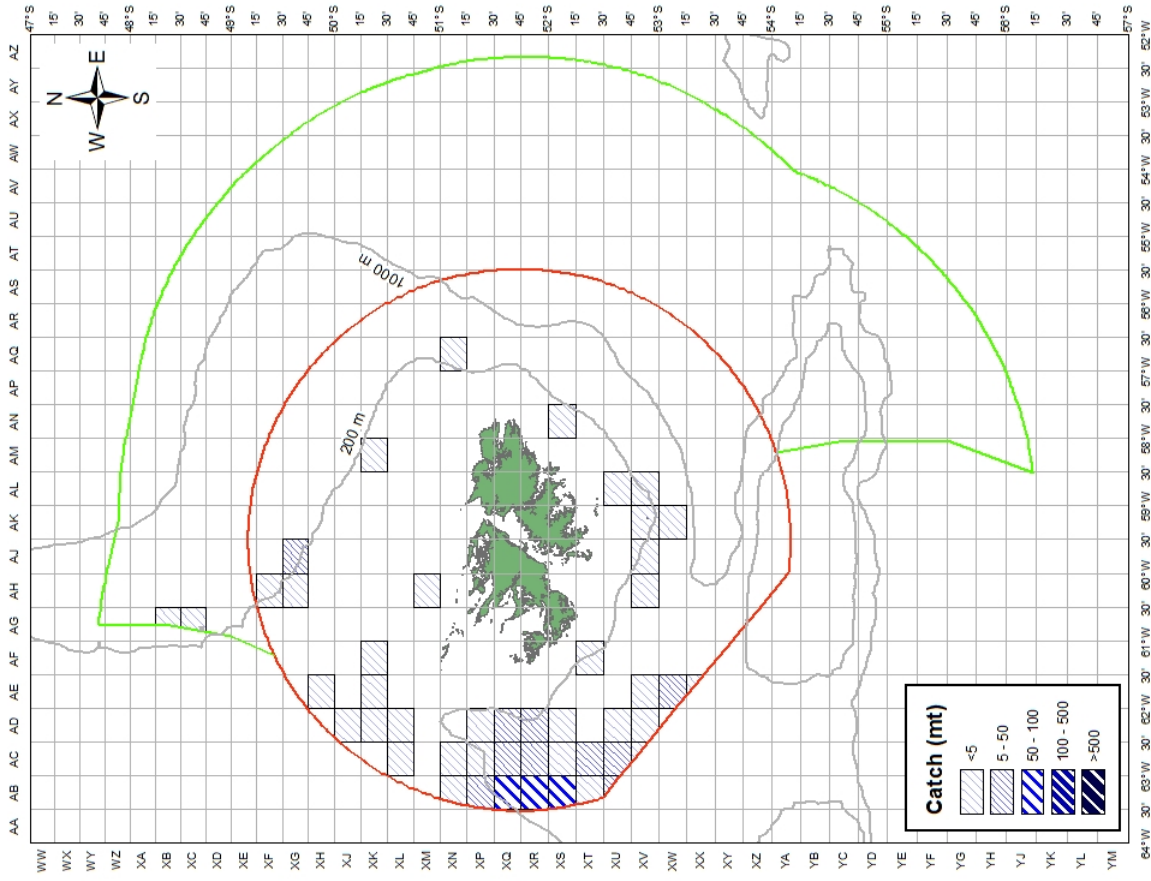 AA AB AC AD AE AF AG AH AJ AK AL AM AN AP AQ AR AS AT AU AV AW AX AY AZ
47°S
15'
30'
45'
48°S
15'
30'
45'
49°S
15'
30'
45'
50°S
15'
30'
45'
51°S
15'
30'
45'
52°S
15'
30'
45'
53°S
15'
30'
45'
54°S
15'
30'
45'
55°S
15'
30'
45'
56°S
15'
30'
45'
57°S
WW
WX
WY
WZ
XA
XB
XC
XD
XE
XF
XG
XH
XJ
XK
XL
XM
XN
XP
XQ
XR
XS
XT
XU
XV
XW
XX
XY
XZ
YA
YB
YC
YD
YE
YF
YG
YH
YJ
YK
YL
YM
N
W E
S
1000 m
200 m
Catch (mt)
<5
5 - 50
50 - 100
100 - 500
>500
64°W 30' 63°W 30' 62°W 30' 61°W 30' 60°W 30' 59°W 30' 58°W 30' 57°W 30' 56°W 30' 55°W 30' 54°W 30' 53°W 30' 52°W